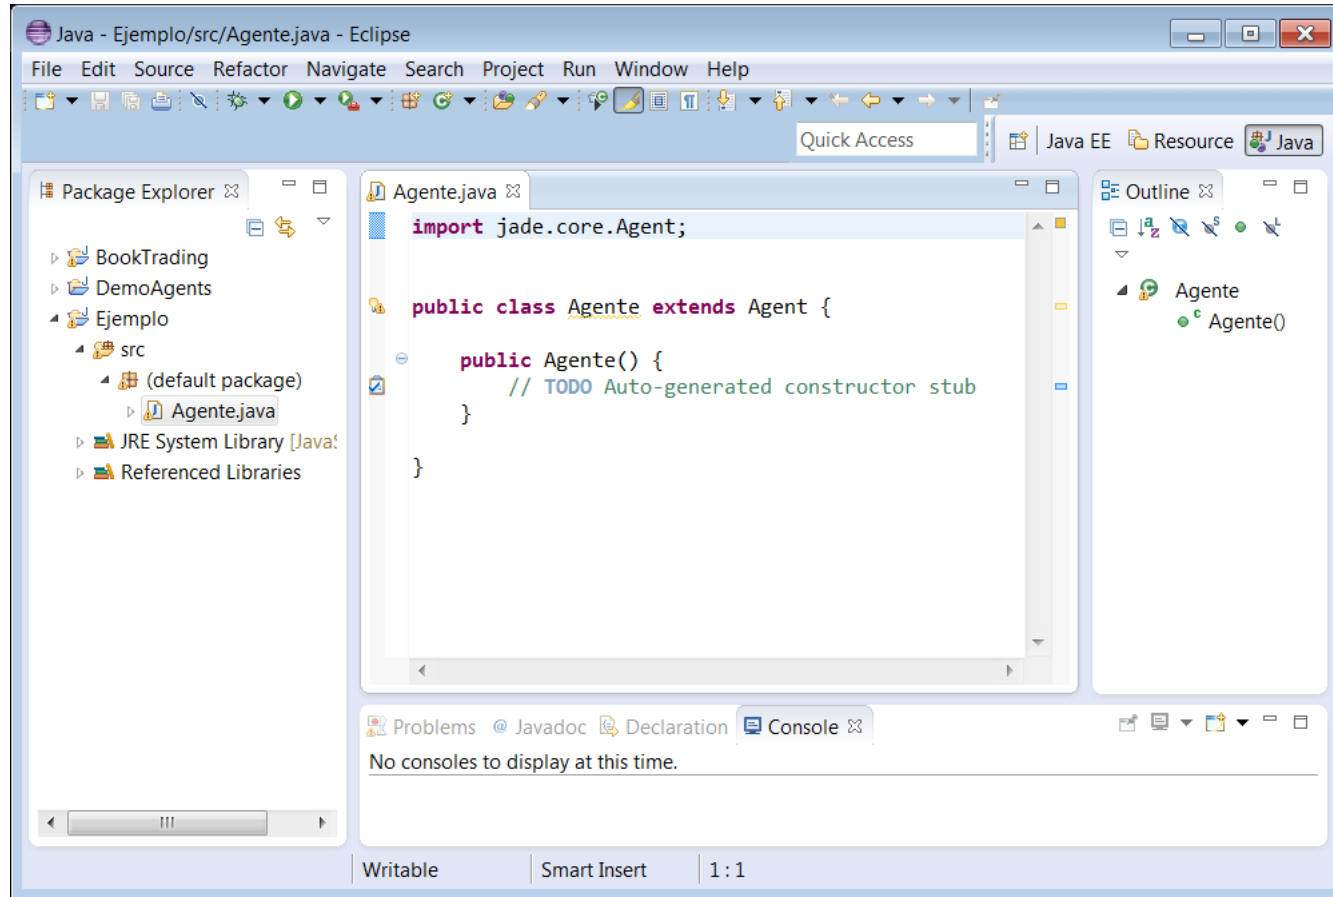 Java - Ejemplo/src/Agente.java - Eclipse
File Edit Source Refactor Navigate Search Project Run Window Help
Quick Access
Java EE Resource Java
Package Explorer
BookTrading
DemoAgents
Ejemplo
src
(default package)
Agente.java
JRE System Library [Java
Referenced Libraries
Agente.java
import jade.core.Agent;
public class Agente extends Agent {
public Agente() {
// TODO Auto-generated constructor stub
}
}
Outline
Agente
Agente()
Problems @ Javadoc Declaration Console
No consoles to display at this time.
Writable Smart Insert 1 : 1